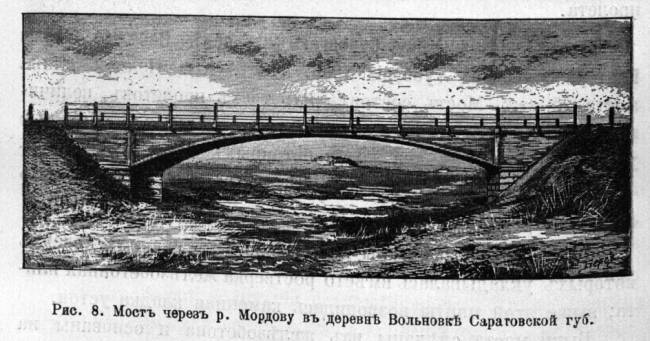 Рис. 8. Мостъ черезъ р. Мордову въ деревнѣ Вольновкѣ Саратовской губ.